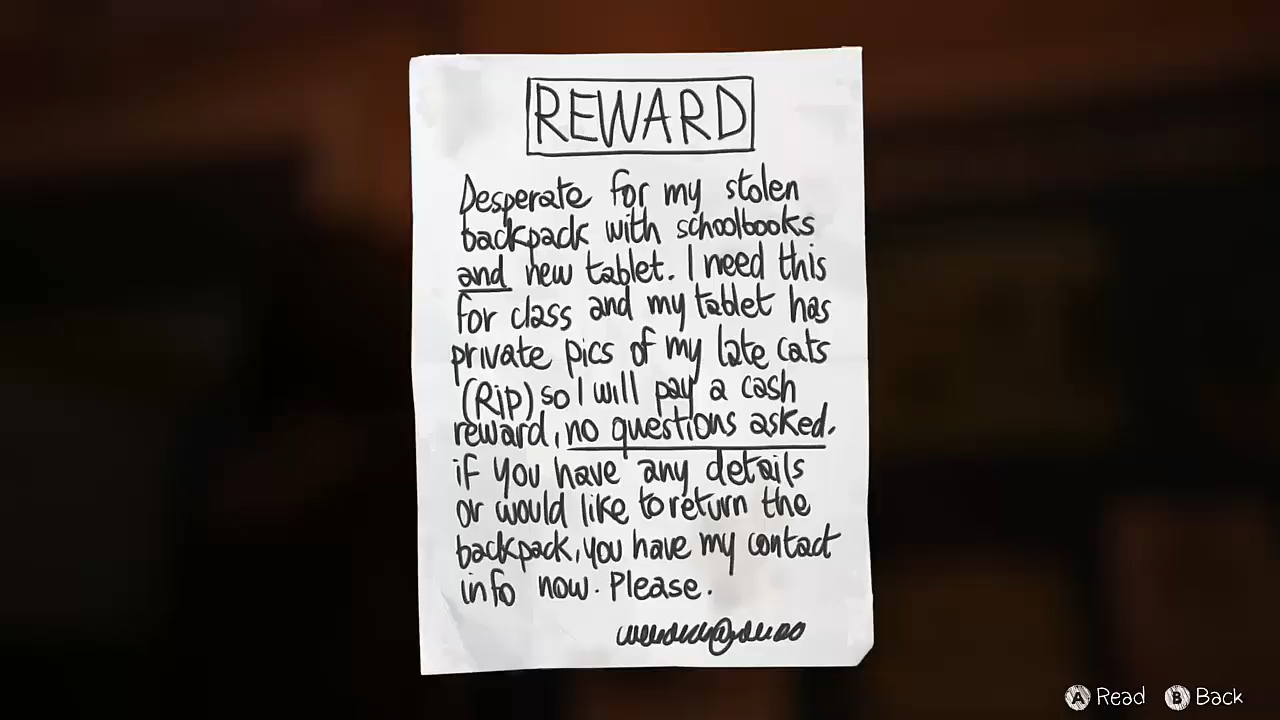 REWARD
Desperate for my stolen
backpack with schoolbooks
and new tablet. I need this
for class and my tablet has
private pics of my late cats
(RiP) so I will pay a cash
reward, no questions asked.
if you have any details
or would like to return the
backpack, you have my contact
info now. Please.
A Read B Back